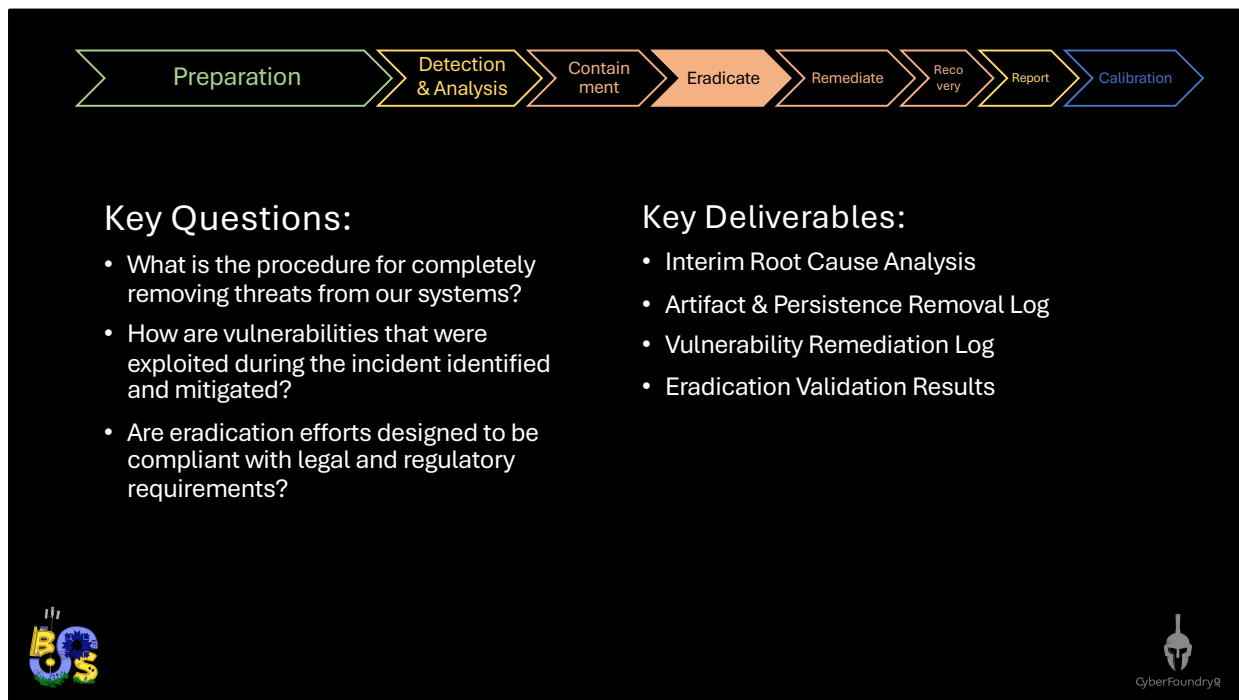 Preparation
Detection
& Analysis
Contain
ment
Eradicate
Remediate
Reco
very
Report
Calibration
Key Questions:
• What is the procedure for completely
removing threats from our systems?
• How are vulnerabilities that were
exploited during the incident identified
and mitigated?
• Are eradication efforts designed to be
compliant with legal and regulatory
requirements?
Key Deliverables:
• Interim Root Cause Analysis
• Artifact & Persistence Removal Log
• Vulnerability Remediation Log
• Eradication Validation Results
BCS
CyberFoundry